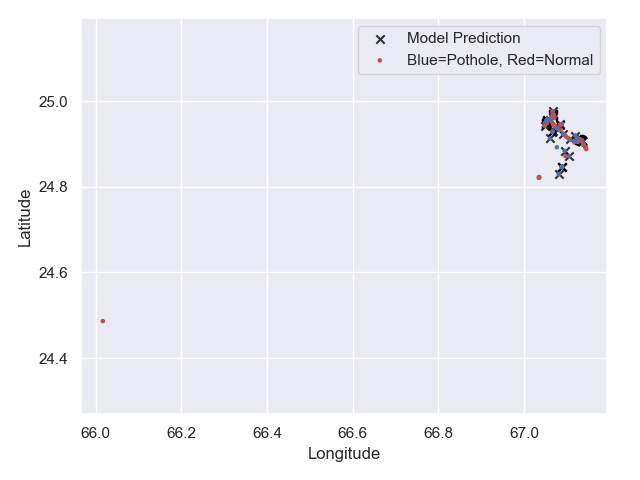 Model Prediction
Blue=Pothole, Red=Normal
25.0
24.8
24.6
24.4
Latitude
66.0 66.2 66.4 66.6 66.8 67.0
Longitude